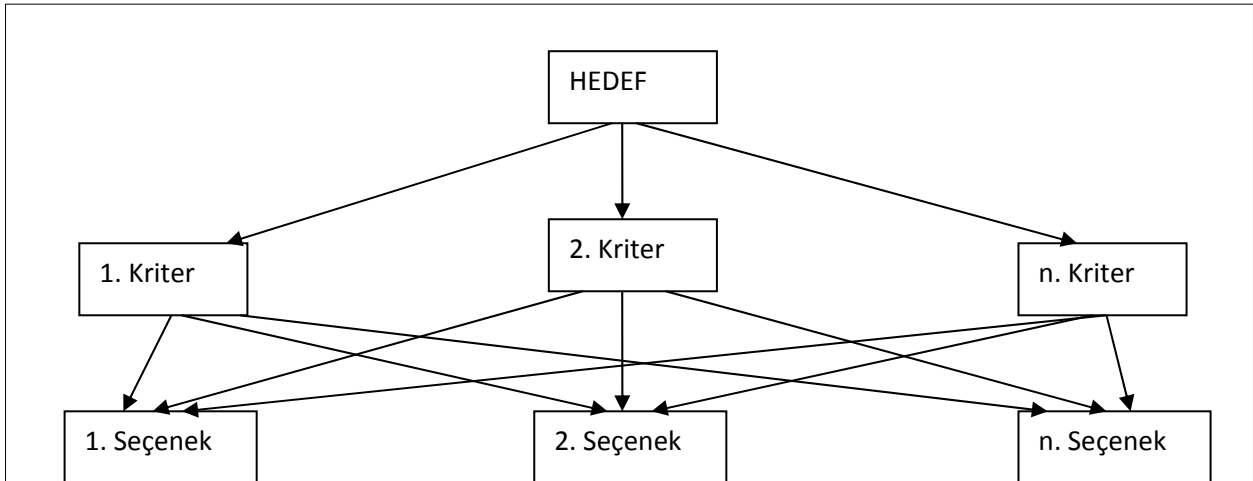 HEDEF
1. Kriter
2. Kriter
n. Kriter
1. Seçenek
2. Seçenek
n. Seçenek